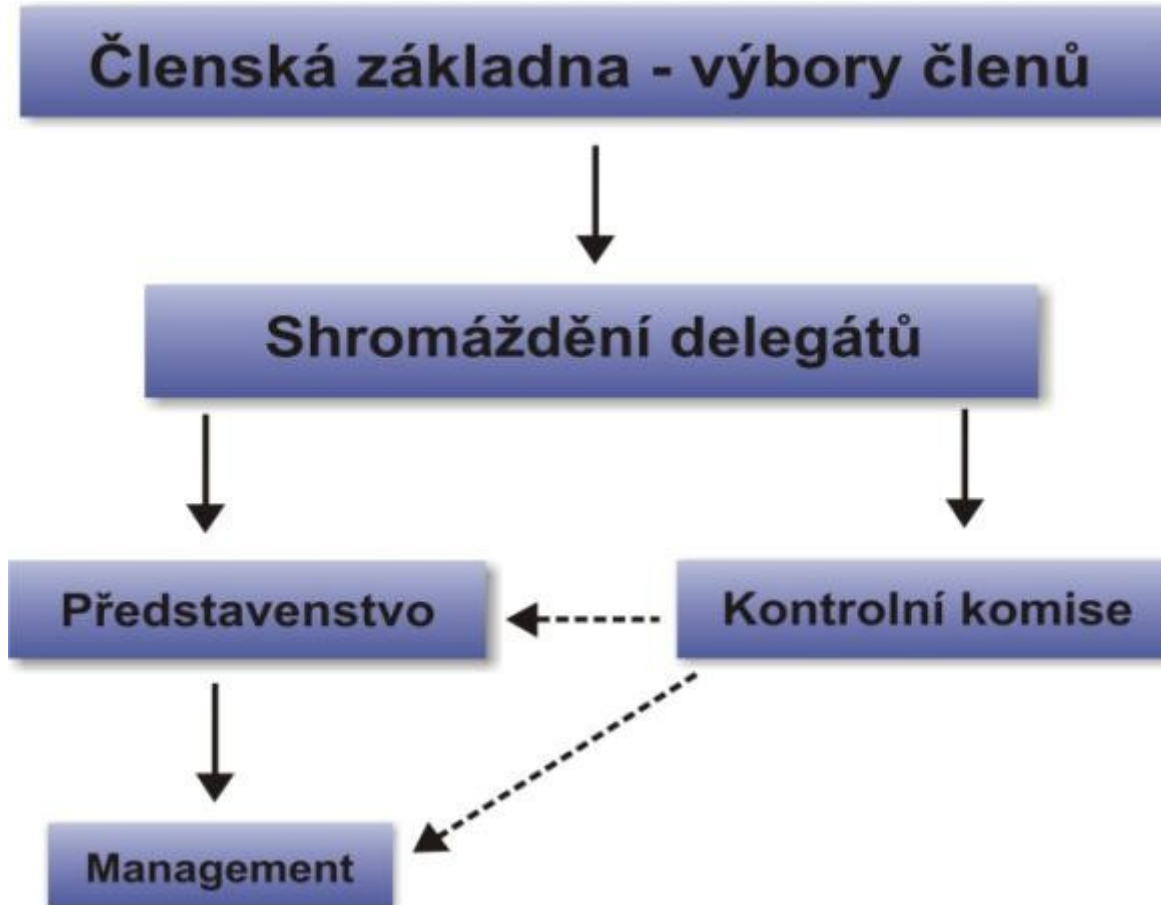 Členská základna - výbory členů
Shromáždění delegátů
Představenstvo
Kontrolní komise
Management